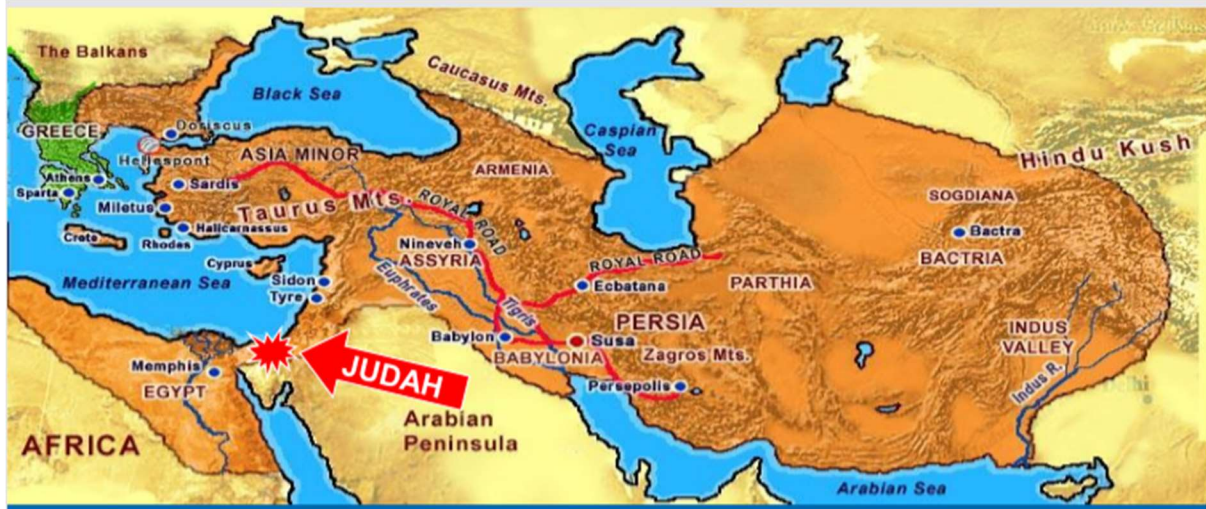 The Balkans
Black Sea
Caucasus Mts.
Caspian
Sea
GREECE
Doriscus
Hellespont
ASIA MINOR
ARMENIA
Hindu Kush
Athens
Sparta
Sardis
Taurus Mts.
ROYAL ROAD
SOGDIANA
Miletus
Halicarnassus
Bactra
Crete
Rhodes
Nineveh
ASSYRIA
ROYAL ROAD
BACTRIA
Cyprus
Mediterranean Sea
Sidon
Tyre
Euphrates
Tigris
Ecbatana
PARTHIA
PERSIA
Babylon
BABYLONIA
Susa
Zagros Mts.
INDUS
VALLEY
Indus R.
Delhi
JUDAH
Memphis
EGYPT
Persepolis
Arabian
Peninsula
AFRICA
Arabian Sea